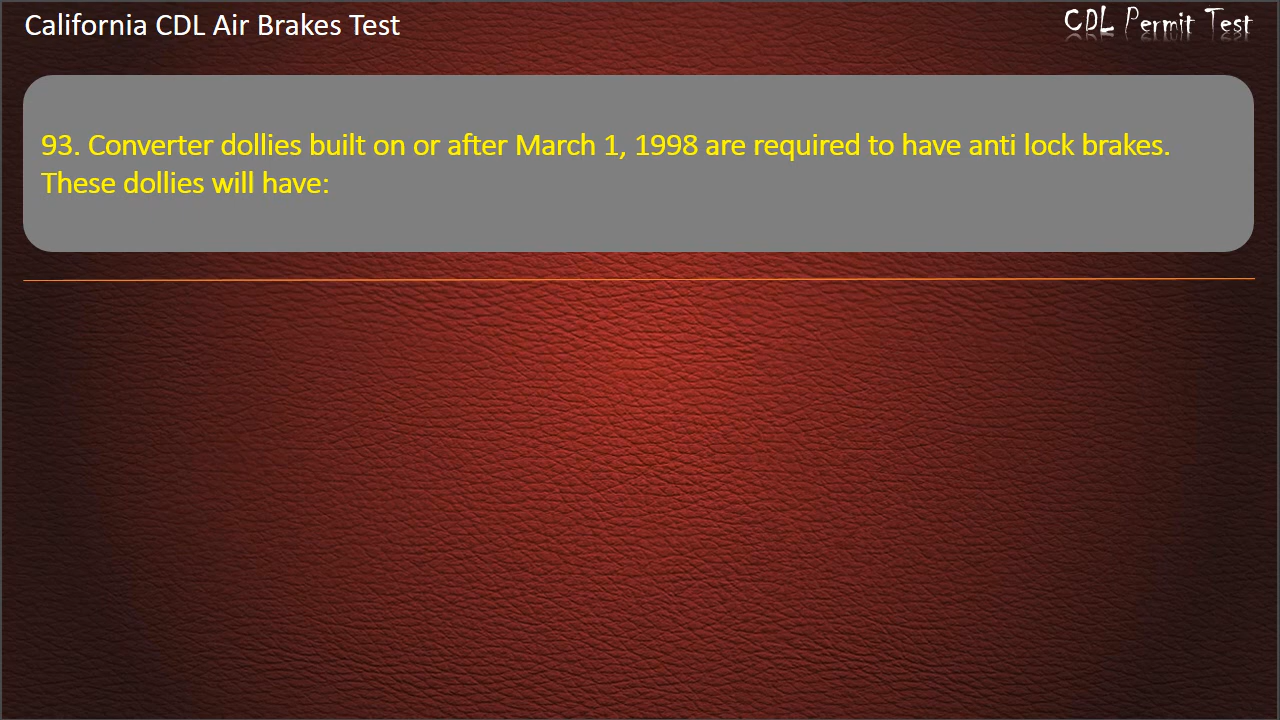 California CDL Air Brakes Test
CDL Permit Test
93. Converter dollies built on or after March 1, 1998 are required to have anti lock brakes.
These dollies will have: